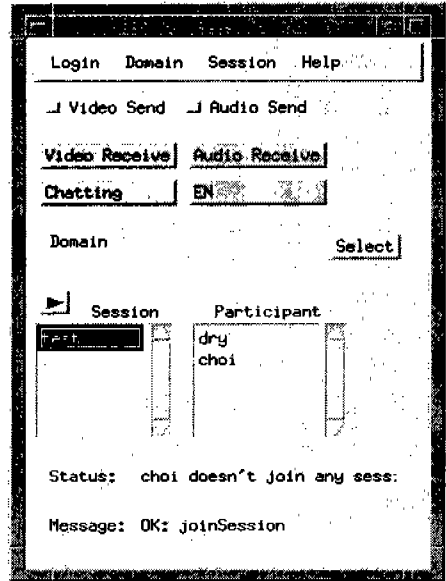 Login Domain Session Help
Video Send Audio Send
Video Receive Audio Receive
Chatting EN
Domain
Select
Session Participant
test dry
choi
Status: choi doesn't join any sess:
Message: OK: joinSession